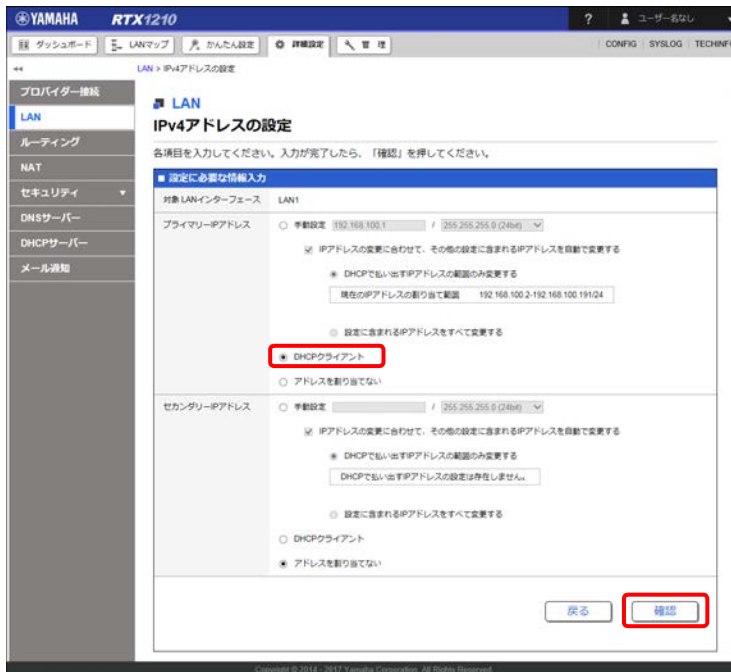 YAMAHA RTX1210 ? ユーザー名なし
ダッシュボード LANマップ かんたん設定 詳細設定 管理 CONFIG SYSLOG TECHINF
LAN > IPv4アドレスの設定
プロバイダー接続
LAN
ルーティング
NAT
セキュリティ
DNSサーバー
DHCPサーバー
メール通知
LAN
IPv4アドレスの設定
各項目を入力してください。入力が完了したら、「確認」を押してください。
■ 設定に必要な情報入力
対象LANインターフェース LAN1
プライマリーIPアドレス 手動設定 192.168.100.1 / 255.255.255.0 (24bit)
IPアドレスの変更に合わせて、その他の設定に含まれるIPアドレスを自動で変更する
DHCPで払い出すIPアドレスの範囲のみ変更する
現在のIPアドレスの割り当て範囲 192.168.100.2-192.168.100.191/24
設定に含まれるIPアドレスをすべて変更する
DHCPクライアント
アドレスを割り当てない
セカンダリーIPアドレス 手動設定 / 255.255.255.0 (24bit)
IPアドレスの変更に合わせて、その他の設定に含まれるIPアドレスを自動で変更する
DHCPで払い出すIPアドレスの範囲のみ変更する
DHCPで払い出すIPアドレスの設定は存在しません。
設定に含まれるIPアドレスをすべて変更する
DHCPクライアント
アドレスを割り当てない
戻る 確認
Copyright © 2014 - 2017 Yamaha Corporation. All Rights Reserved.